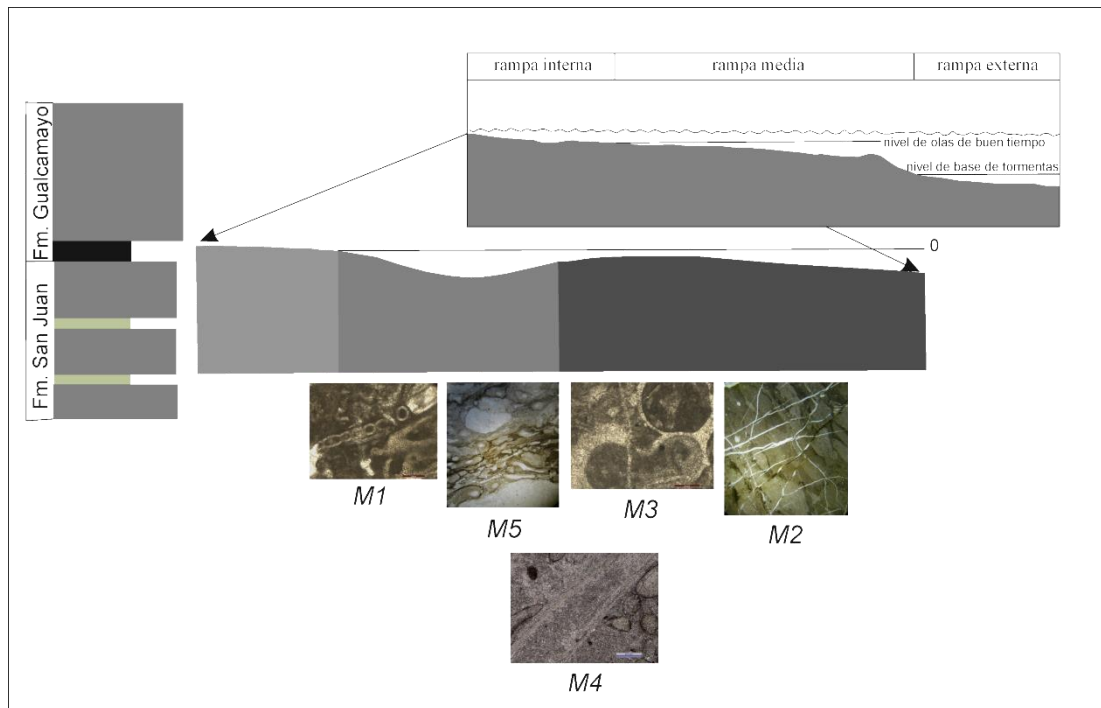 rampa interna
rampa media
rampa externa
nivel de olas de buen tiempo
nivel de base de tormentas
Fm. Gualcamayo
Fm. San Juan
0
M1
M5
M3
M2
M4